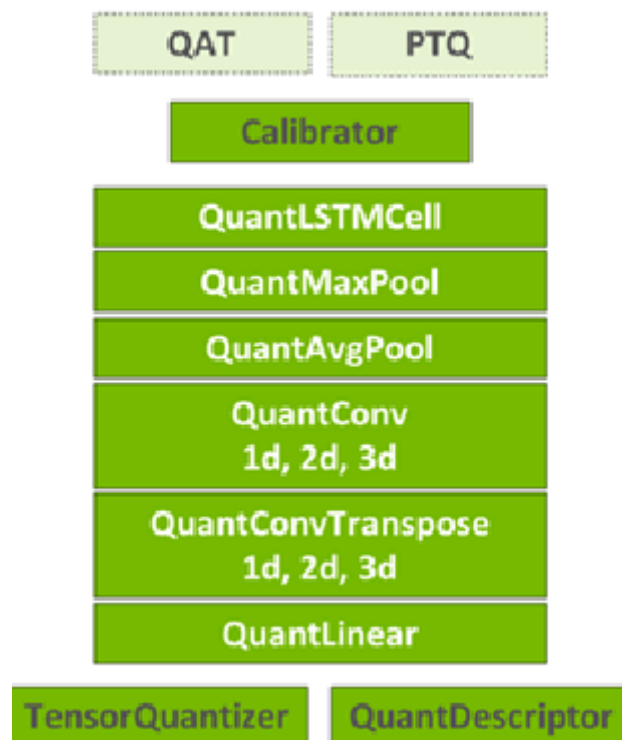 QAT
PTQ
Calibrator
QuantLSTMCell
QuantMaxPool
QuantAvgPool
QuantConv
1d, 2d, 3d
QuantConvTranspose
1d, 2d, 3d
QuantLinear
TensorQuantizer
QuantDescriptor